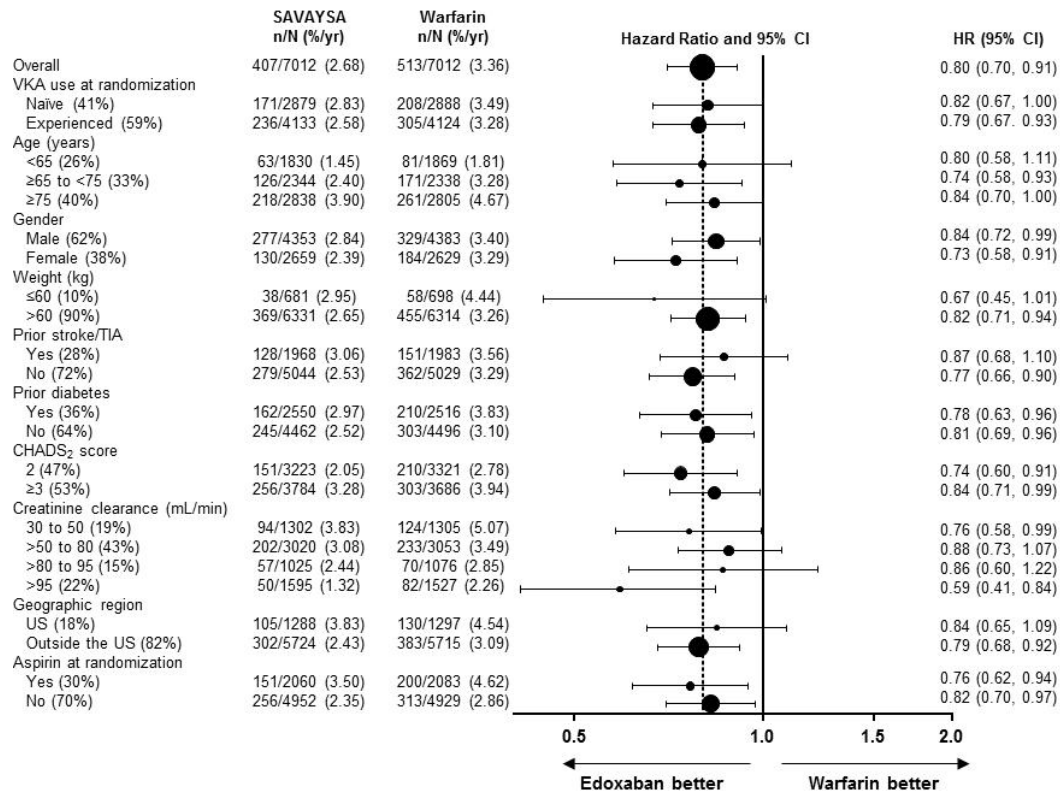 SAVAYSA Warfarin
n/N (%/yr) n/N (%/yr) Hazard Ratio and 95% CI HR (95% CI)
Overall 407/7012 (2.68) 513/7012 (3.36) 0.80 (0.70, 0.91)
VKA use at randomization
Naïve (41%) 171/2879 (2.83) 208/2888 (3.49) 0.82 (0.67, 1.00)
Experienced (59%) 236/4133 (2.58) 305/4124 (3.28) 0.79 (0.67. 0.93)
Age (years)
<65 (26%) 63/1830 (1.45) 81/1869 (1.81) 0.80 (0.58, 1.11)
≥65 to <75 (33%) 126/2344 (2.40) 171/2338 (3.28) 0.74 (0.58, 0.93)
≥75 (40%) 218/2838 (3.90) 261/2805 (4.67) 0.84 (0.70, 1.00)
Gender
Male (62%) 277/4353 (2.84) 329/4383 (3.40) 0.84 (0.72, 0.99)
Female (38%) 130/2659 (2.39) 184/2629 (3.29) 0.73 (0.58, 0.91)
Weight (kg)
≤60 (10%) 38/681 (2.95) 58/698 (4.44) 0.67 (0.45, 1.01)
>60 (90%) 369/6331 (2.65) 455/6314 (3.26) 0.82 (0.71, 0.94)
Prior stroke/TIA
Yes (28%) 128/1968 (3.06) 151/1983 (3.56) 0.87 (0.68, 1.10)
No (72%) 279/5044 (2.53) 362/5029 (3.29) 0.77 (0.66, 0.90)
Prior diabetes
Yes (36%) 162/2550 (2.97) 210/2516 (3.83) 0.78 (0.63, 0.96)
No (64%) 245/4462 (2.52) 303/4496 (3.10) 0.81 (0.69, 0.96)
CHADS₂ score
2 (47%) 151/3223 (2.05) 210/3321 (2.78) 0.74 (0.60, 0.91)
≥3 (53%) 256/3784 (3.28) 303/3686 (3.94) 0.84 (0.71, 0.99)
Creatinine clearance (mL/min)
30 to 50 (19%) 94/1302 (3.83) 124/1305 (5.07) 0.76 (0.58, 0.99)
>50 to 80 (43%) 202/3020 (3.08) 233/3053 (3.49) 0.88 (0.73, 1.07)
>80 to 95 (15%) 57/1025 (2.44) 70/1076 (2.85) 0.86 (0.60, 1.22)
>95 (22%) 50/1595 (1.32) 82/1527 (2.26) 0.59 (0.41, 0.84)
Geographic region
US (18%) 105/1288 (3.83) 130/1297 (4.54) 0.84 (0.65, 1.09)
Outside the US (82%) 302/5724 (2.43) 383/5715 (3.09) 0.79 (0.68, 0.92)
Aspirin at randomization
Yes (30%) 151/2060 (3.50) 200/2083 (4.62) 0.76 (0.62, 0.94)
No (70%) 256/4952 (2.35) 313/4929 (2.86) 0.82 (0.70, 0.97)
0.5 1.0 1.5 2.0
Edoxaban better Warfarin better